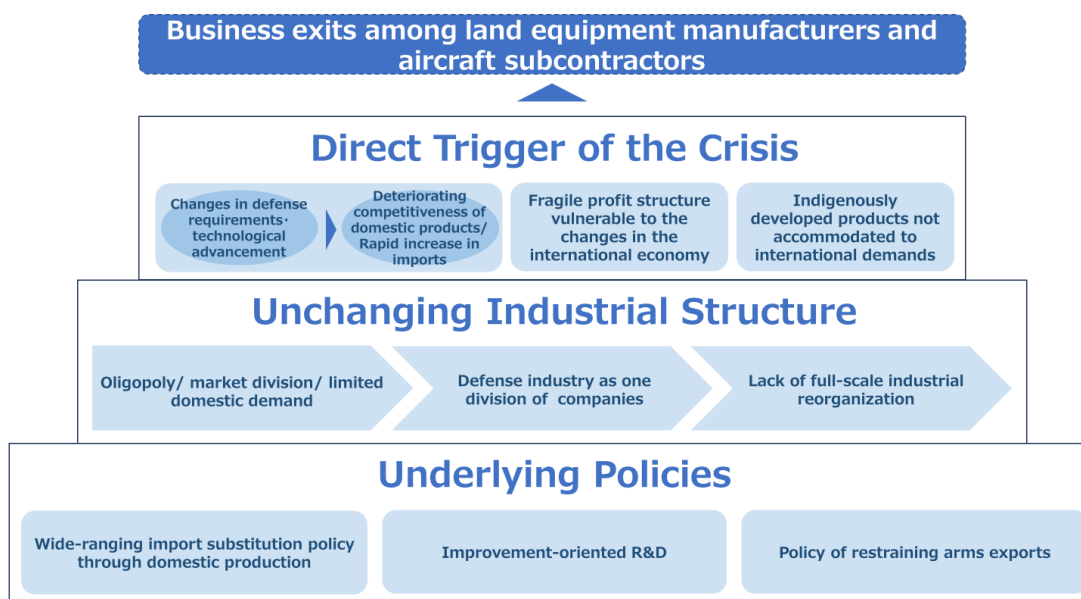 Business exits among land equipment manufacturers and
aircraft subcontractors
Direct Trigger of the Crisis
Changes in defense
requirements·
technological
advancement
Deteriorating
competitiveness of
domestic products/
Rapid increase in
imports
Fragile profit structure
vulnerable to the
changes in the
international economy
Indigenously
developed products not
accommodated to
international demands
Unchanging Industrial Structure
Oligopoly/ market division/ limited
domestic demand
Defense industry as one
division of companies
Lack of full-scale industrial
reorganization
Underlying Policies
Wide-ranging import substitution policy
through domestic production
Improvement-oriented R&D
Policy of restraining arms exports